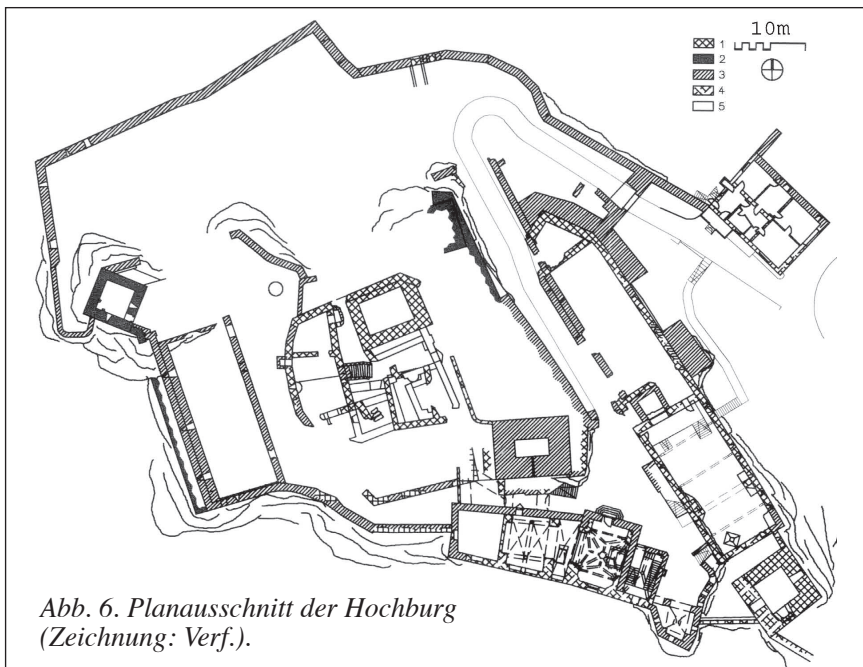 10m
1
2
3
4
5
Abb. 6. Planausschnitt der Hochburg
(Zeichnung: Verf.).